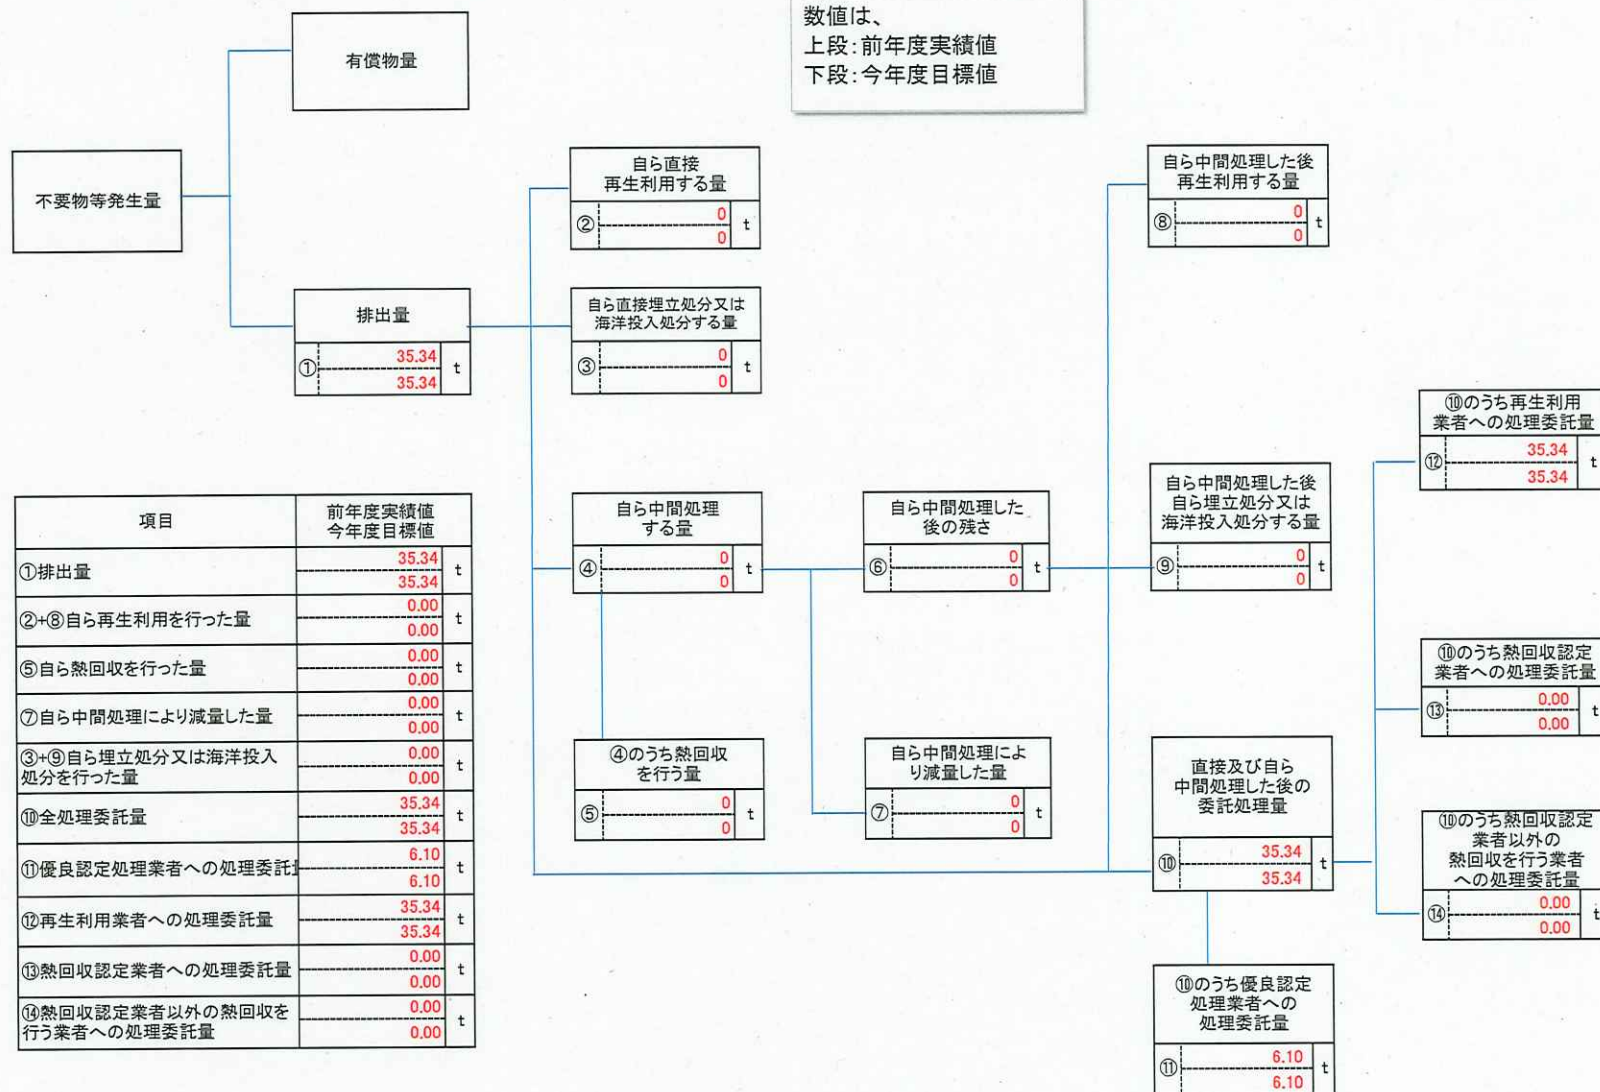 数値は、
上段:前年度実績値
下段:今年度目標値
有償物量
不要物等発生量
排出量
①
35.34
35.34
t
自ら直接
再生利用する量
②
0
0
t
自ら直接埋立処分又は
海洋投入処分する量
③
0
0
t
自ら中間処理
する量
④
0
0
t
④のうち熱回収
を行う量
⑤
0
0
t
自ら中間処理した
後の残さ
⑥
0
0
t
自ら中間処理によ
り減量した量
⑦
0
0
t
自ら中間処理した後
再生利用する量
⑧
0
0
t
自ら中間処理した後
自ら埋立処分又は
海洋投入処分する量
⑨
0
0
t
直接及び自ら
中間処理した後の
委託処理量
⑩
35.34
35.34
t
⑩のうち優良認定
処理業者への
処理委託量
⑪
6.10
6.10
t
⑩のうち再生利用
業者への処理委託量
⑫
35.34
35.34
t
⑩のうち熱回収認定
業者への処理委託量
⑬
0.00
0.00
t
⑩のうち熱回収認定
業者以外の
熱回収を行う業者
への処理委託量
⑭
0.00
0.00
t
項目
前年度実績値
今年度目標値
①排出量
35.34
35.34
t
②+⑧自ら再生利用を行った量
0.00
0.00
t
⑤自ら熱回収を行った量
0.00
0.00
t
⑦自ら中間処理により減量した量
0.00
0.00
t
③+⑨自ら埋立処分又は海洋投入
処分を行った量
0.00
0.00
t
⑩全処理委託量
35.34
35.34
t
⑪優良認定処理業者への処理委託
6.10
6.10
t
⑫再生利用業者への処理委託量
35.34
35.34
t
⑬熱回収認定業者への処理委託量
0.00
0.00
t
⑭熱回収認定業者以外の熱回収を
行う業者への処理委託量
0.00
0.00
t